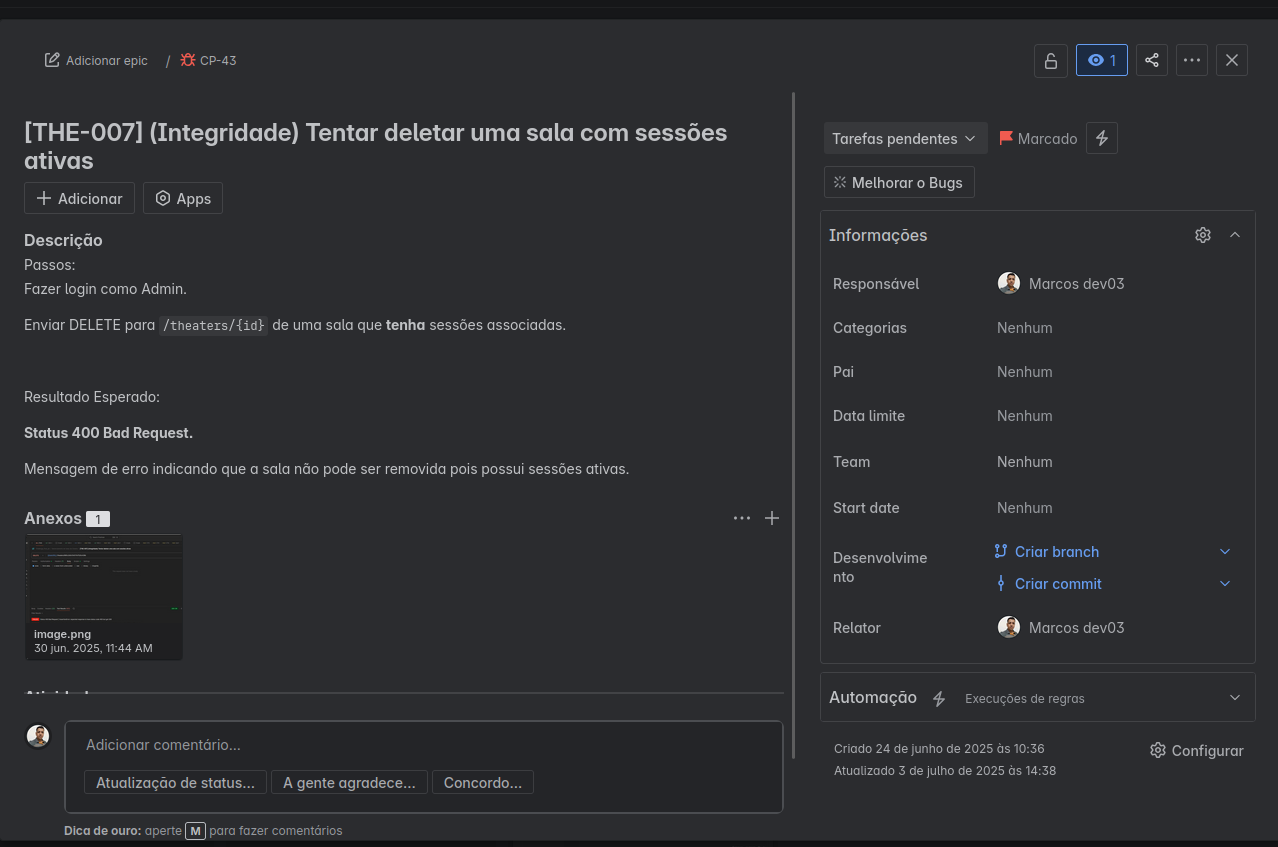 Adicionar epic / CP-43
1
[THE-007] (Integridade) Tentar deletar uma sala com sessões
ativas
Adicionar Apps
Descrição
Passos:
Fazer login como Admin.
Enviar DELETE para /theaters/{id} de uma sala que tenha sessões associadas.
Resultado Esperado:
Status 400 Bad Request.
Mensagem de erro indicando que a sala não pode ser removida pois possui sessões ativas.
Anexos 1
image.png
30 jun. 2025, 11:44 AM
Adicionar comentário...
Atualização de status... A gente agradece... Concordo...
Dica de ouro: aperte M para fazer comentários
Tarefas pendentes Marcado
Melhorar o Bugs
Informações
Responsável Marcos dev03
Categorias Nenhum
Pai Nenhum
Data limite Nenhum
Team Nenhum
Start date Nenhum
Desenvolvime
nto
Criar branch
Criar commit
Relator Marcos dev03
Automação Execuções de regras
Criado 24 de junho de 2025 às 10:36
Atualizado 3 de julho de 2025 às 14:38
Configurar